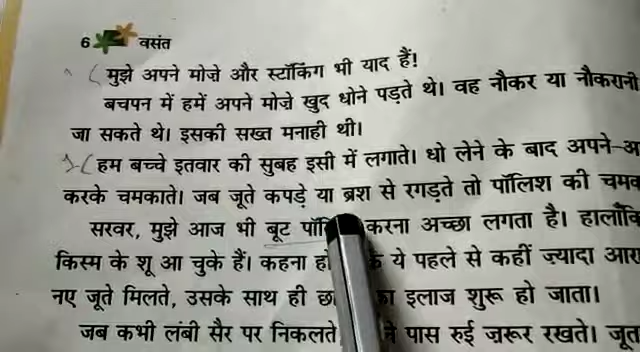 6 वसंत
( मुझे अपने मोज़े और स्टॉकिंग भी याद हैं!
बचपन में हमें अपने मोज़े खुद धोने पड़ते थे। वह नौकर या नौकरानी
जा सकते थे। इसकी सख्त मनाही थी।
( हम बच्चे इतवार की सुबह इसी में लगाते। धो लेने के बाद अपने-अ
करके चमकाते। जब जूते कपड़े या ब्रश से रगड़ते तो पॉलिश की चमक
सरवर, मुझे आज भी बूट करना अच्छा लगता है। हालाँकि
किस्म के शू आ चुके हैं। कहना ये पहले से कहीं ज़्यादा आरा
नए जूते मिलते, उसके साथ ही इलाज शुरू हो जाता।
जब कभी लंबी सैर पर निकलते पास रुई ज़रूर रखते। जूत